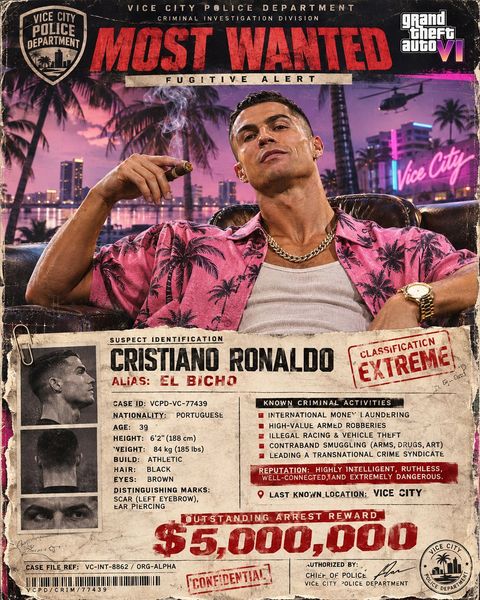 VICE CITY POLICE DEPARTMENT
CRIMINAL INVESTIGATION DIVISION
VICE CITY
POLICE
DEPARTMENT
MOST WANTED
FUGITIVE ALERT
grand
theft
auto VI
Vice City
SUSPECT IDENTIFICATION
CRISTIANO RONALDO
ALIAS: EL BICHO
CLASSIFICATION
EXTREME
CASE ID: VCPD-VC-77439
NATIONALITY: PORTUGUESE
AGE: 39
HEIGHT: 6'2" (188 cm)
WEIGHT: 84 kg (185 lbs)
BUILD: ATHLETIC
HAIR: BLACK
EYES: BROWN
DISTINGUISHING MARKS:
SCAR (LEFT EYEBROW),
EAR PIERCING
KNOWN CRIMINAL ACTIVITIES
INTERNATIONAL MONEY LAUNDERING
HIGH-VALUE ARMED ROBBERIES
ILLEGAL RACING & VEHICLE THEFT
CONTRABAND SMUGGLING (ARMS, DRUGS, ART)
LEADING A TRANSNATIONAL CRIME SYNDICATE
REPUTATION: HIGHLY INTELLIGENT, RUTHLESS,
WELL-CONNECTED, AND EXTREMELY DANGEROUS.
LAST KNOWN LOCATION: VICE CITY
OUTSTANDING ARREST REWARD
$5,000,000
CASE FILE REF: VC-INT-8862 / ORG-ALPHA
VCPD/CRIM/77439
CONFIDENTIAL
AUTHORIZED BY:
CHIEF OF POLICE
VICE CITY POLICE DEPARTMENT
VICE CITY
POLICE DEPARTMENT